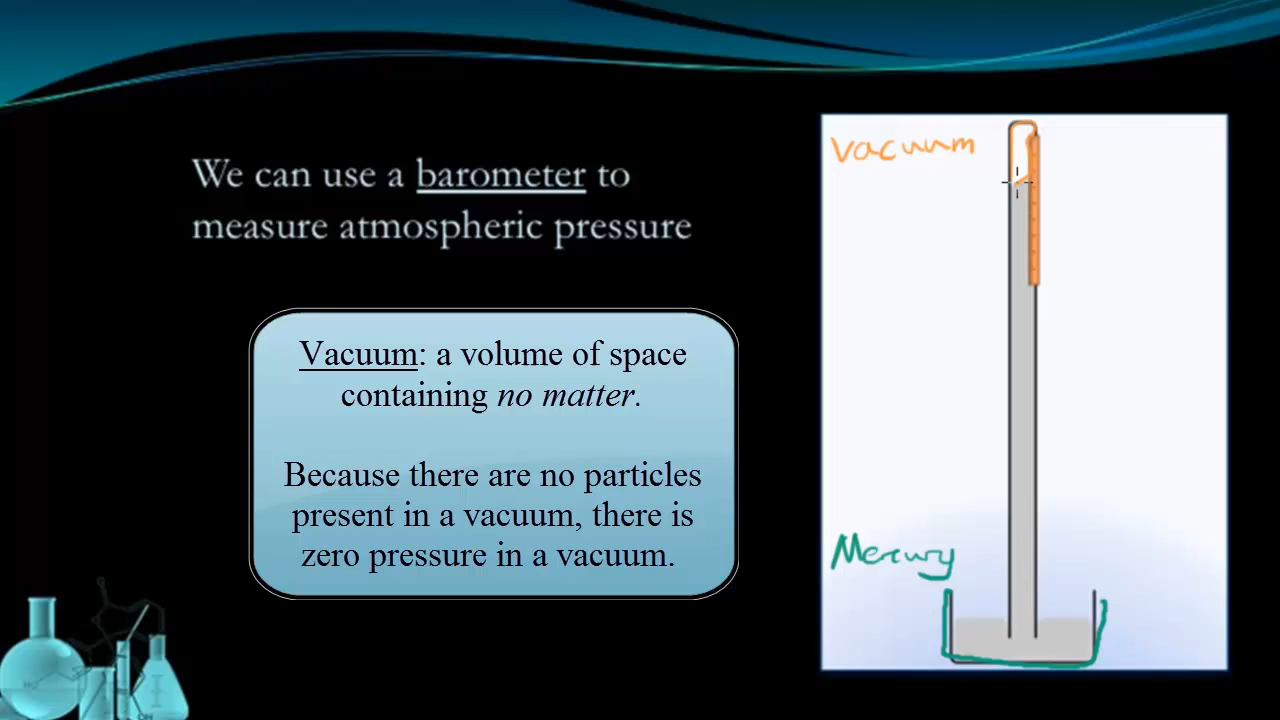 We can use a barometer to
measure atmospheric pressure
Vacuum: a volume of space
containing no matter.
Because there are no particles
present in a vacuum, there is
zero pressure in a vacuum.
vacuum
Mercury